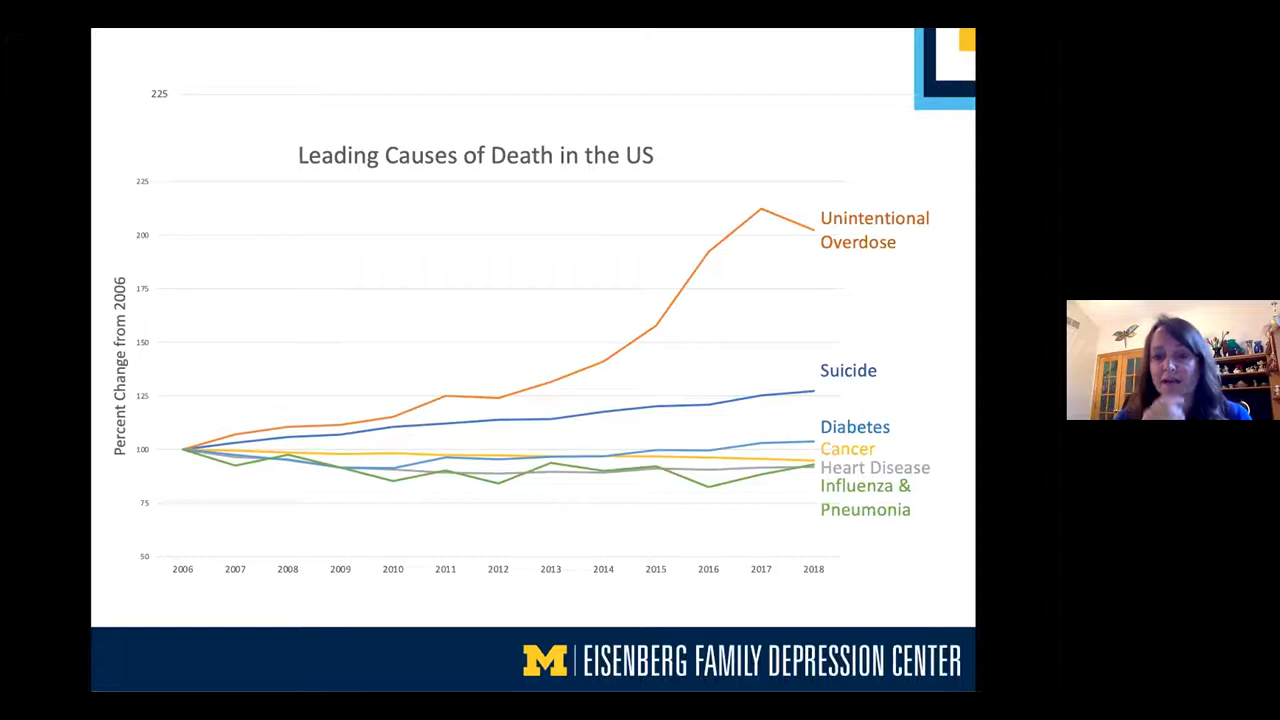 225
Leading Causes of Death in the US
Percent Change from 2006
225
200
175
150
125
100
75
50
2006 2007 2008 2009 2010 2011 2012 2013 2014 2015 2016 2017 2018
Unintentional
Overdose
Suicide
Diabetes
Cancer
Heart Disease
Influenza &
Pneumonia
M EISENBERG FAMILY DEPRESSION CENTER